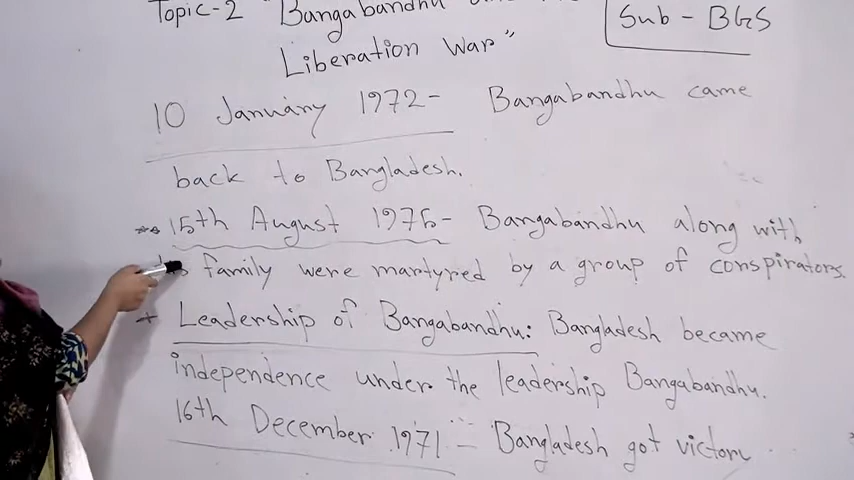 Topic-2 "Bangabandhu
Liberation War"
Sub - BGS
10 January 1972- Bangabandhu came
back to Bangladesh.
15th August 1975- Bangabandhu along with
family were martyred by a group of conspirators
Leadership of Bangabandhu: Bangladesh became
independence under the leadership Bangabandhu.
16th December 1971 - Bangladesh got victory